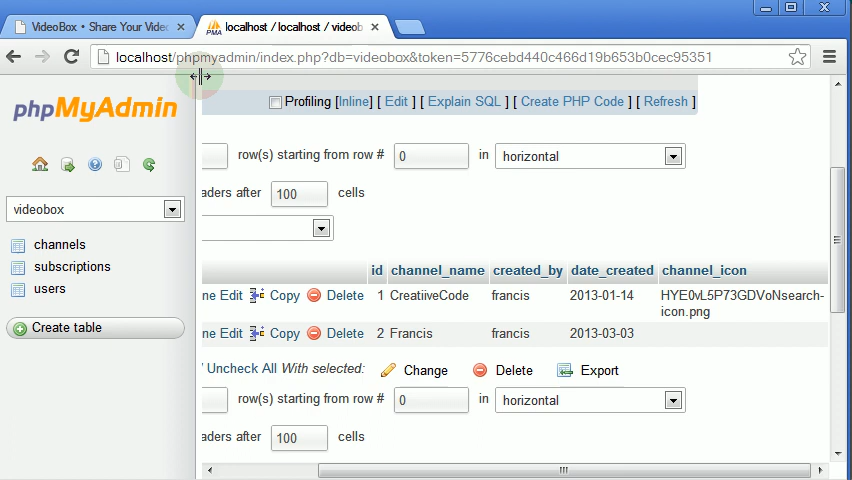 VideoBox • Share Your Video ×
PMA localhost / localhost / videob ×
localhost/phpmyadmin/index.php?db=videobox&token=5776cebd440c466d19b653b0cec95351
phpMyAdmin
Profiling [Inline] [ Edit ] [ Explain SQL ] [ Create PHP Code ] [ Refresh ]
row(s) starting from row # 0 in horizontal
aders after 100 cells
videobox
channels
subscriptions
users
Create table
id channel_name created_by date_created channel_icon
ne Edit Copy Delete 1 CreatiiveCode francis 2013-01-14 HYE0vL5P73GDVoNsearch-
icon.png
ne Edit Copy Delete 2 Francis francis 2013-03-03
/ Uncheck All With selected: Change Delete Export
row(s) starting from row # 0 in horizontal
aders after 100 cells